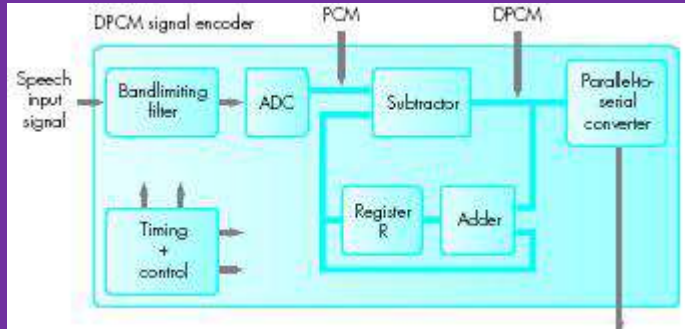 DPCM signal encoder
PCM
DPCM
Speech
input
signal
Bandlimiting
filter
ADC
Subtractor
Parallel-to-
serial
converter
Timing
+
control
Register
R
Adder